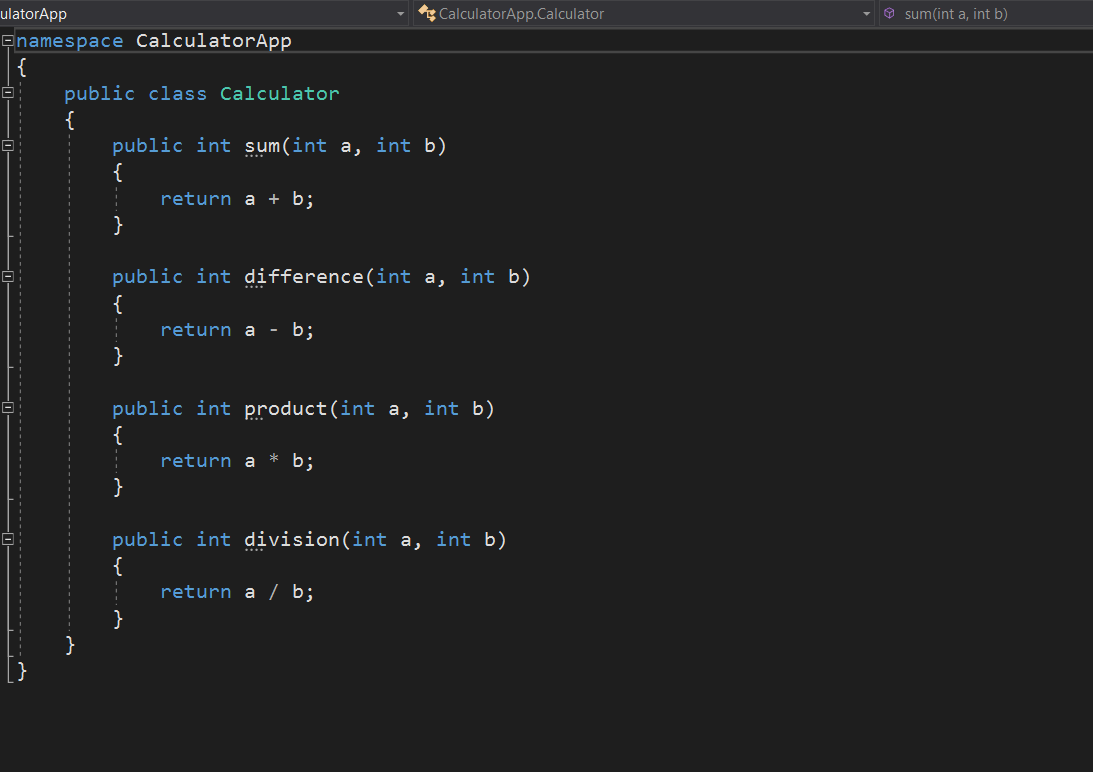 ulatorApp CalculatorApp.Calculator sum(int a, int b)
namespace CalculatorApp
{
    public class Calculator
    {
        public int sum(int a, int b)
        {
            return a + b;
        }

        public int difference(int a, int b)
        {
            return a - b;
        }

        public int product(int a, int b)
        {
            return a * b;
        }

        public int division(int a, int b)
        {
            return a / b;
        }
    }
}